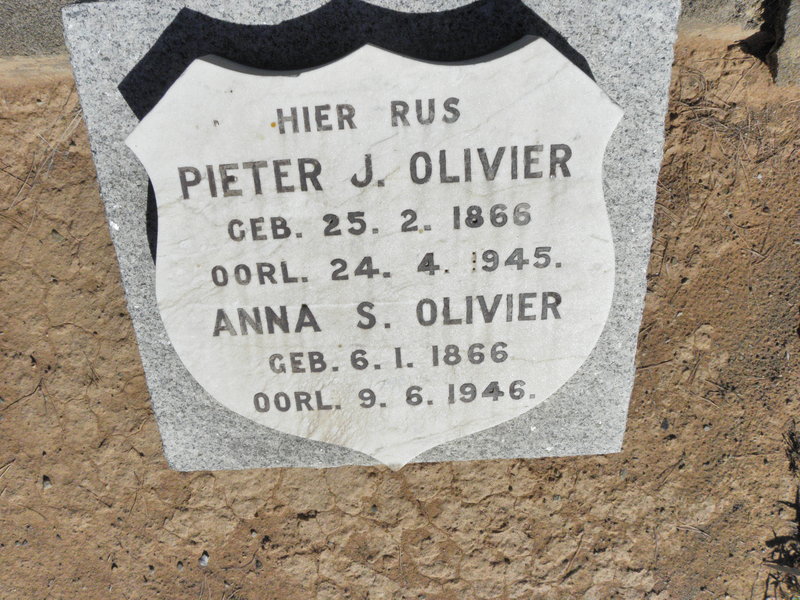 HIER RUS
PIETER J. OLIVIER
GEB. 25. 2. 1866
OORL. 24. 4. 1945.
ANNA S. OLIVIER
GEB. 6. 1. 1866
OORL. 9. 6. 1946.